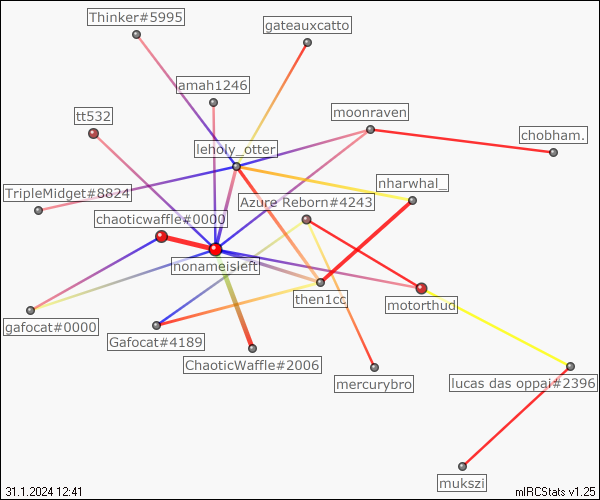 Thinker#5995
gateauxcatto
amah1246
moonraven
tt532
chobham.
leholy_otter
nharwhal_
TripleMidget#8824
Azure Reborn#4243
chaoticwaffle#0000
nonameisleft
then1cc
motorthud
gafocat#0000
Gafocat#4189
ChaoticWaffle#2006
mercurybro
lucas das oppai#2396
mukszi
31.1.2024 12:41
mIRCStats v1.25